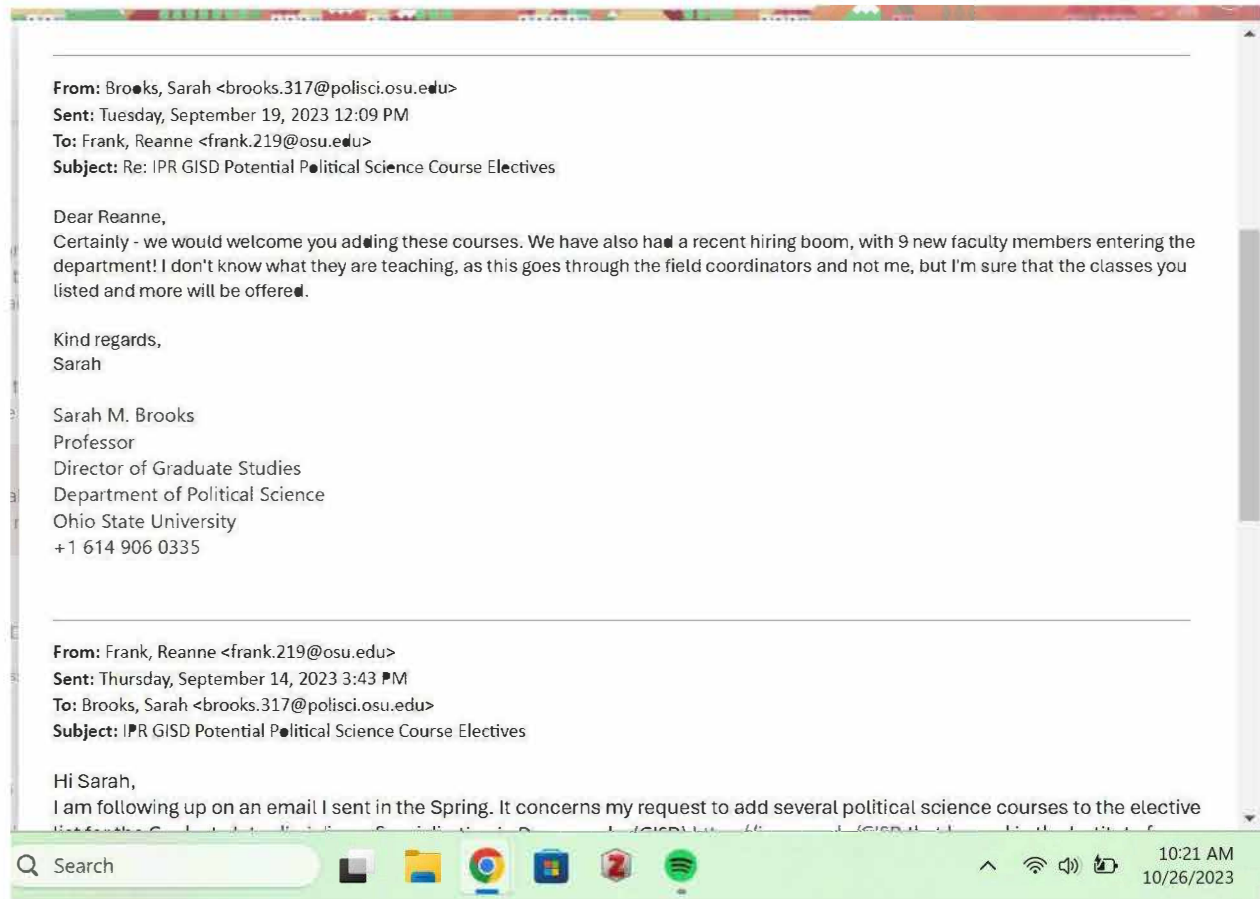 From: Brooks, Sarah <brooks.317@polisci.osu.edu>
Sent: Tuesday, September 19, 2023 12:09 PM
To: Frank, Reanne <frank.219@osu.edu>
Subject: Re: IPR GISD Potential Political Science Course Electives
Dear Reanne,
Certainly - we would welcome you adding these courses. We have also had a recent hiring boom, with 9 new faculty members entering the
department! I don't know what they are teaching, as this goes through the field coordinators and not me, but I'm sure that the classes you
listed and more will be offered.
Kind regards,
Sarah
Sarah M. Brooks
Professor
Director of Graduate Studies
Department of Political Science
Ohio State University
+1 614 906 0335
From: Frank, Reanne <frank.219@osu.edu>
Sent: Thursday, September 14, 2023 3:43 PM
To: Brooks, Sarah <brooks.317@polisci.osu.edu>
Subject: IPR GISD Potential Political Science Course Electives
Hi Sarah,
I am following up on an email I sent in the Spring. It concerns my request to add several political science courses to the elective
Search
10:21 AM
10/26/2023